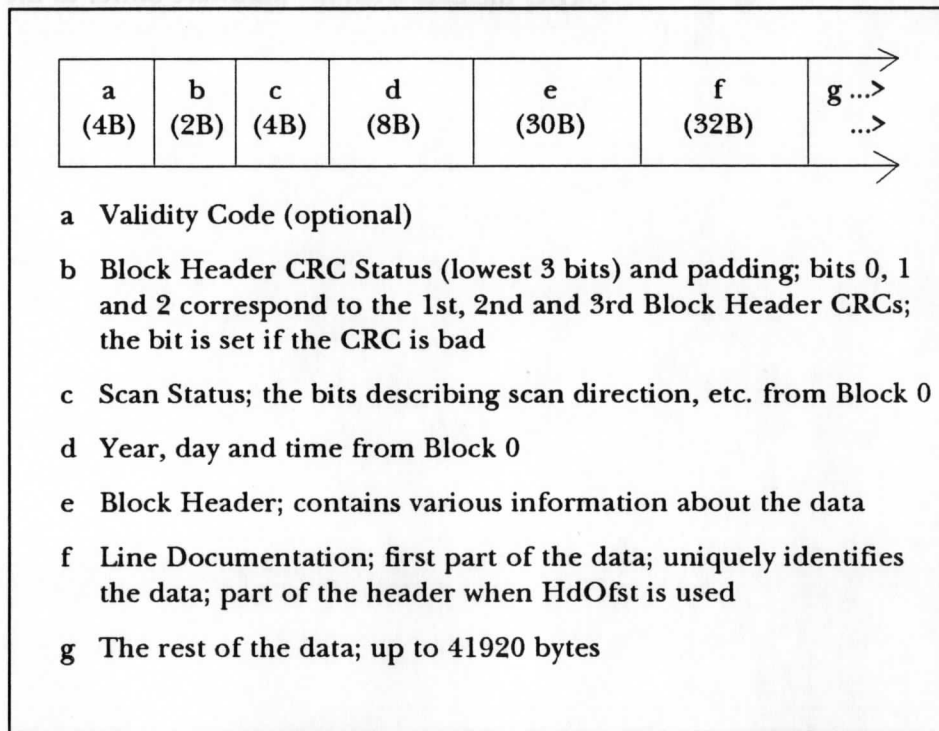 a b c d e f g ...>
(4B) (2B) (4B) (8B) (30B) (32B) ...>
a Validity Code (optional)
b Block Header CRC Status (lowest 3 bits) and padding; bits 0, 1
and 2 correspond to the 1st, 2nd and 3rd Block Header CRCs;
the bit is set if the CRC is bad
c Scan Status; the bits describing scan direction, etc. from Block 0
d Year, day and time from Block 0
e Block Header; contains various information about the data
f Line Documentation; first part of the data; uniquely identifies
the data; part of the header when HdOfst is used
g The rest of the data; up to 41920 bytes